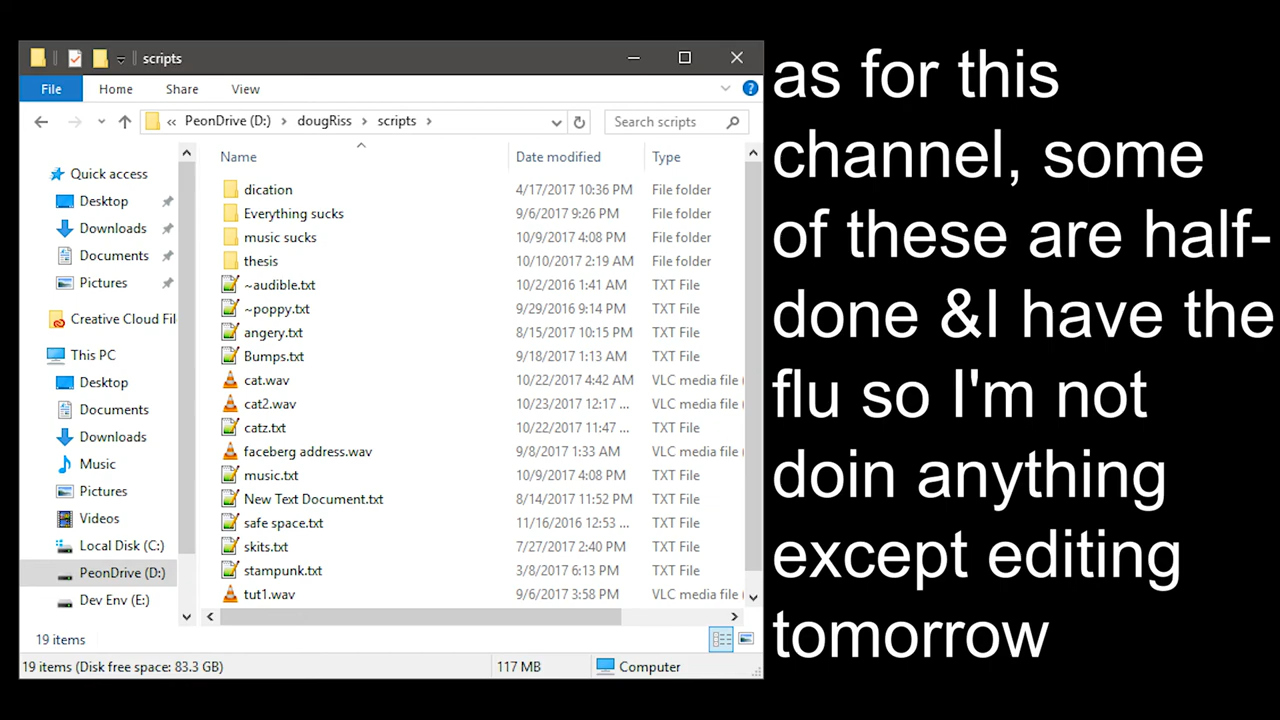 scripts
File Home Share View
« PeonDrive (D:) dougRiss scripts Search scripts
Name Date modified Type
Quick access
Desktop
Downloads
Documents
Pictures
Creative Cloud Fil
This PC
Desktop
Documents
Downloads
Music
Pictures
Videos
Local Disk (C:)
PeonDrive (D:)
Dev Env (E:)
dication 4/17/2017 10:36 PM File folder
Everything sucks 9/6/2017 9:26 PM File folder
music sucks 10/9/2017 4:08 PM File folder
thesis 10/10/2017 2:19 AM File folder
~audible.txt 10/2/2016 1:41 AM TXT File
~poppy.txt 9/29/2016 9:14 PM TXT File
angery.txt 8/15/2017 10:15 PM TXT File
Bumps.txt 9/18/2017 1:13 AM TXT File
cat.wav 10/22/2017 4:42 AM VLC media file (
cat2.wav 10/23/2017 12:17 ... VLC media file (
catz.txt 10/22/2017 11:47 ... TXT File
faceberg address.wav 9/8/2017 1:33 AM VLC media file (
music.txt 10/9/2017 4:08 PM TXT File
New Text Document.txt 8/14/2017 11:52 PM TXT File
safe space.txt 11/16/2016 12:53 ... TXT File
skits.txt 7/27/2017 2:40 PM TXT File
stampunk.txt 3/8/2017 6:13 PM TXT File
tut1.wav 9/6/2017 3:58 PM VLC media file (
19 items
19 items (Disk free space: 83.3 GB) 117 MB Computer
as for this
channel, some
of these are half-
done &I have the
flu so I'm not
doin anything
except editing
tomorrow